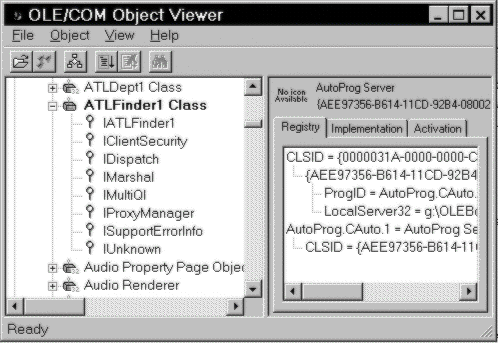 OLE/COM Object Viewer
File Object View Help
ATLDept1 Class
ATLFinder1 Class
IATLFinder1
IClientSecurity
IDispatch
IMarshal
IMultiQI
IProxyManager
ISupportErrorInfo
IUnknown
Audio Property Page Objec
Audio Renderer
No icon
Available
AutoProg Server
{AEE97356-B614-11CD-92B4-08002
Registry Implementation Activation
CLSID = {0000031A-0000-0000-C
{AEE97356-B614-11CD-92B4
ProgID = AutoProg.CAuto.
LocalServer32 = g:\OLEBo
AutoProg.CAuto.1 = AutoProg Se
CLSID = {AEE97356-B614-11
Ready